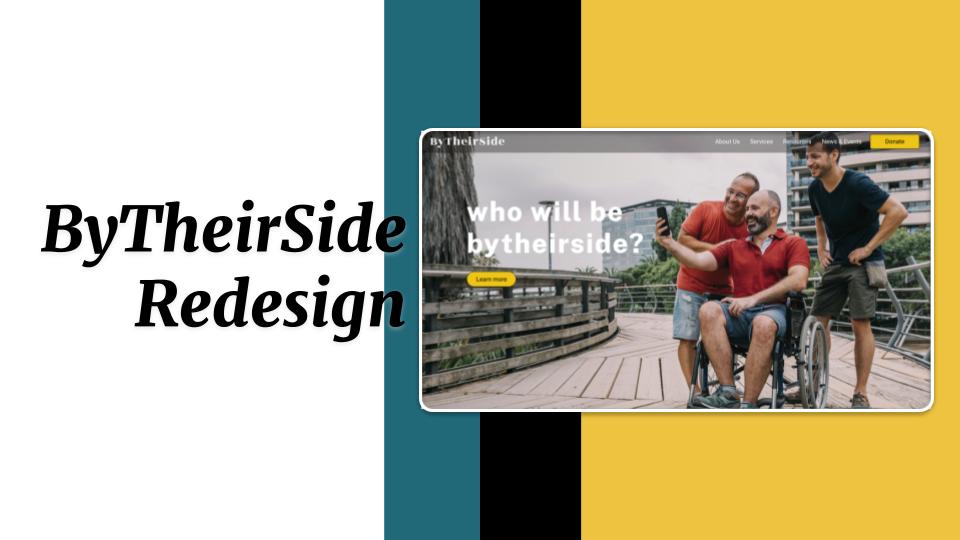 ByTheirSide
Redesign
ByTheirSide
About Us Services Resources News & Events Donate
who will be
bytheirside?
Learn more